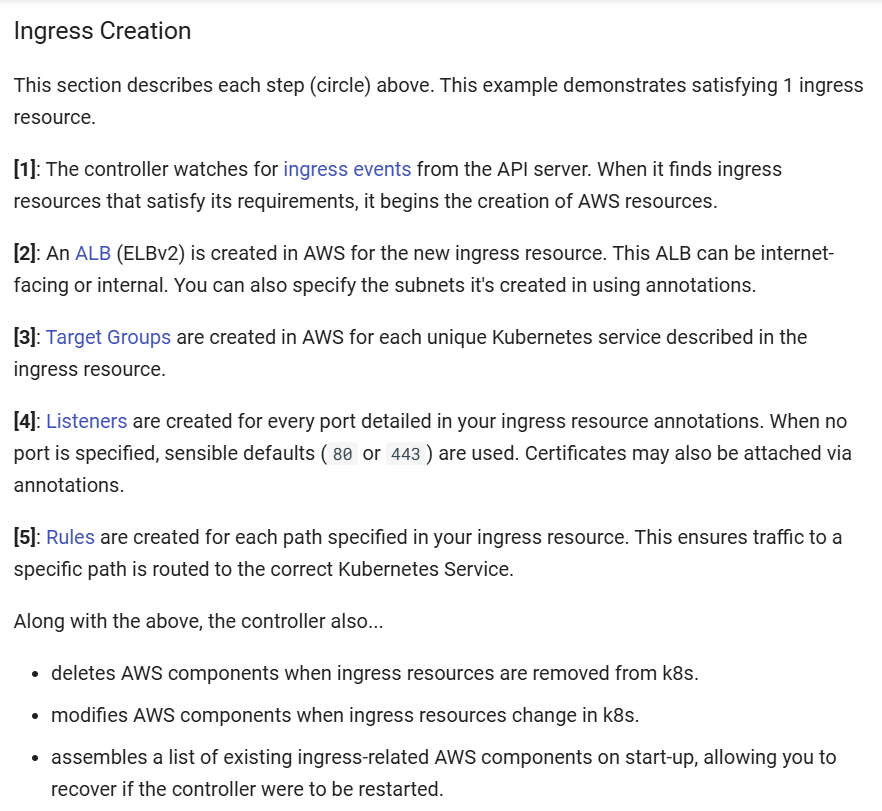 Ingress Creation
This section describes each step (circle) above. This example demonstrates satisfying 1 ingress
resource.
[1]: The controller watches for ingress events from the API server. When it finds ingress
resources that satisfy its requirements, it begins the creation of AWS resources.
[2]: An ALB (ELBv2) is created in AWS for the new ingress resource. This ALB can be internet-
facing or internal. You can also specify the subnets it's created in using annotations.
[3]: Target Groups are created in AWS for each unique Kubernetes service described in the
ingress resource.
[4]: Listeners are created for every port detailed in your ingress resource annotations. When no
port is specified, sensible defaults ( 80 or 443 ) are used. Certificates may also be attached via
annotations.
[5]: Rules are created for each path specified in your ingress resource. This ensures traffic to a
specific path is routed to the correct Kubernetes Service.
Along with the above, the controller also...
• deletes AWS components when ingress resources are removed from k8s.
• modifies AWS components when ingress resources change in k8s.
• assembles a list of existing ingress-related AWS components on start-up, allowing you to
recover if the controller were to be restarted.